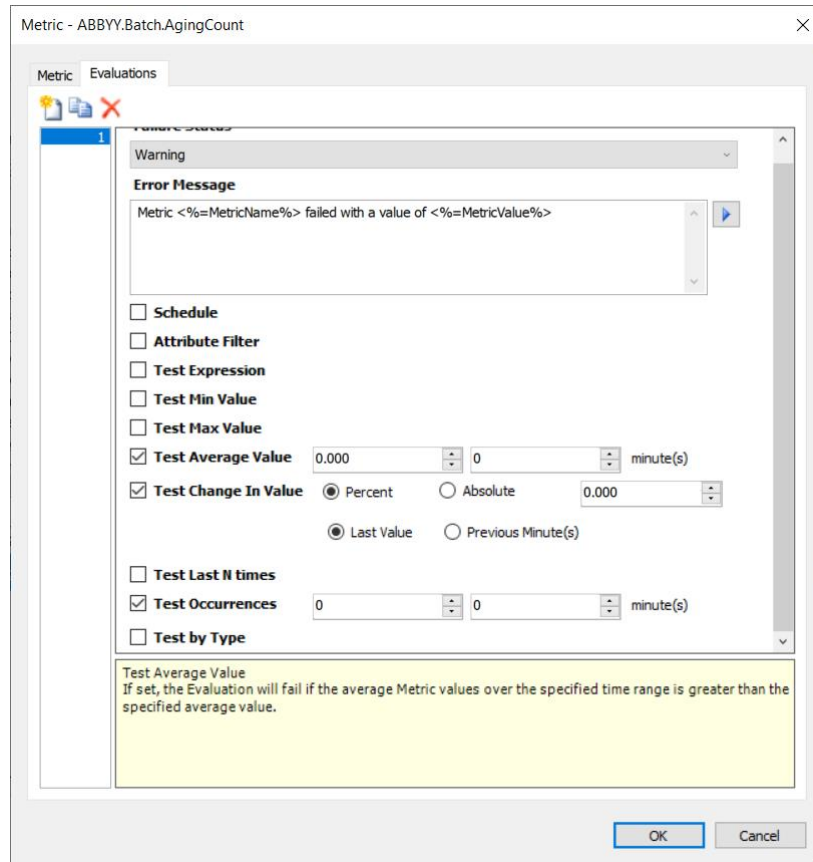 Metric - ABBYY.Batch.AgingCount
Metric Evaluations
1
Failure Status
Warning
Error Message
Metric <%=MetricName%> failed with a value of <%=MetricValue%>
Schedule
Attribute Filter
Test Expression
Test Min Value
Test Max Value
Test Average Value 0.000 0 minute(s)
Test Change In Value Percent Absolute 0.000
Last Value Previous Minute(s)
Test Last N times
Test Occurrences 0 0 minute(s)
Test by Type
Test Average Value
If set, the Evaluation will fail if the average Metric values over the specified time range is greater than the
specified average value.
OK Cancel